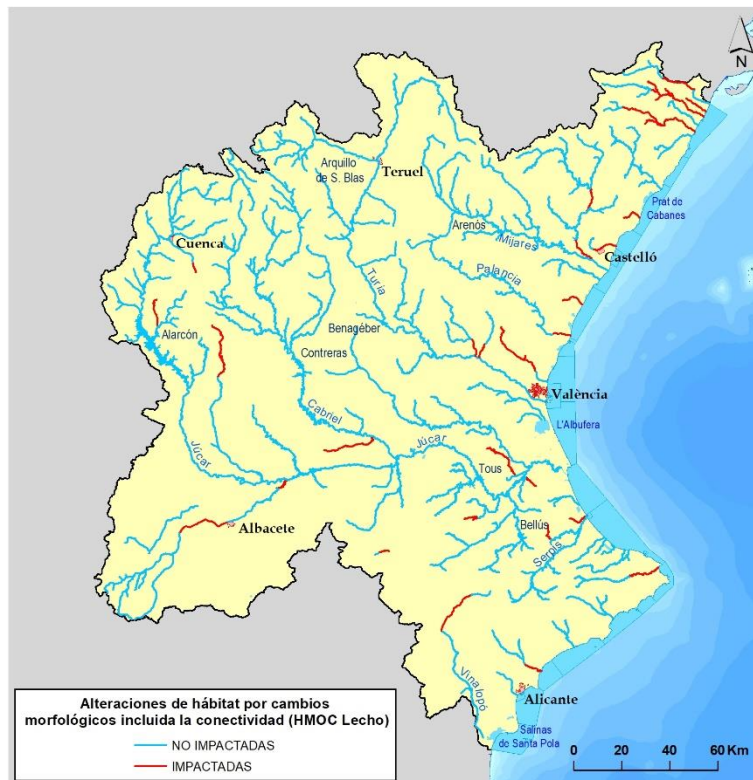 N
Arquillo
de S. Blas
Teruel
Prat de
Cabanes
Arenós
Mijares
Cuenca
Castelló
Palancia
Turia
Alarcón
Benagéber
Contreras
València
Cabriel
L'Albufera
Júcar
Júcar
Tous
Albacete
Bellús
Serpis
Vinalopó
Alicante
Salinas
de Santa Pola
Alteraciones de hábitat por cambios
morfológicos incluida la conectividad (HMOC Lecho)
NO IMPACTADAS
IMPACTADAS
0 20 40 60 Km